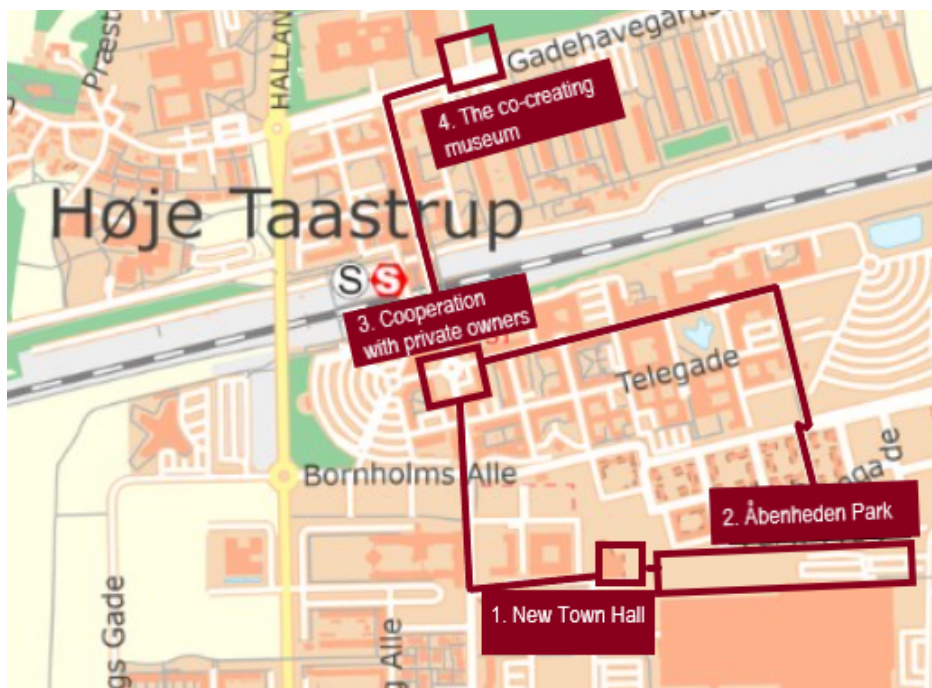 Præst
HALLAN
Gadehavegårds
4. The co-creating
museum
Høje Taastrup
S S
3. Cooperation
with private owners
Telegade
Bornholms Alle
2. Åbenheden Park
1. New Town Hall
gs Gade
Alle